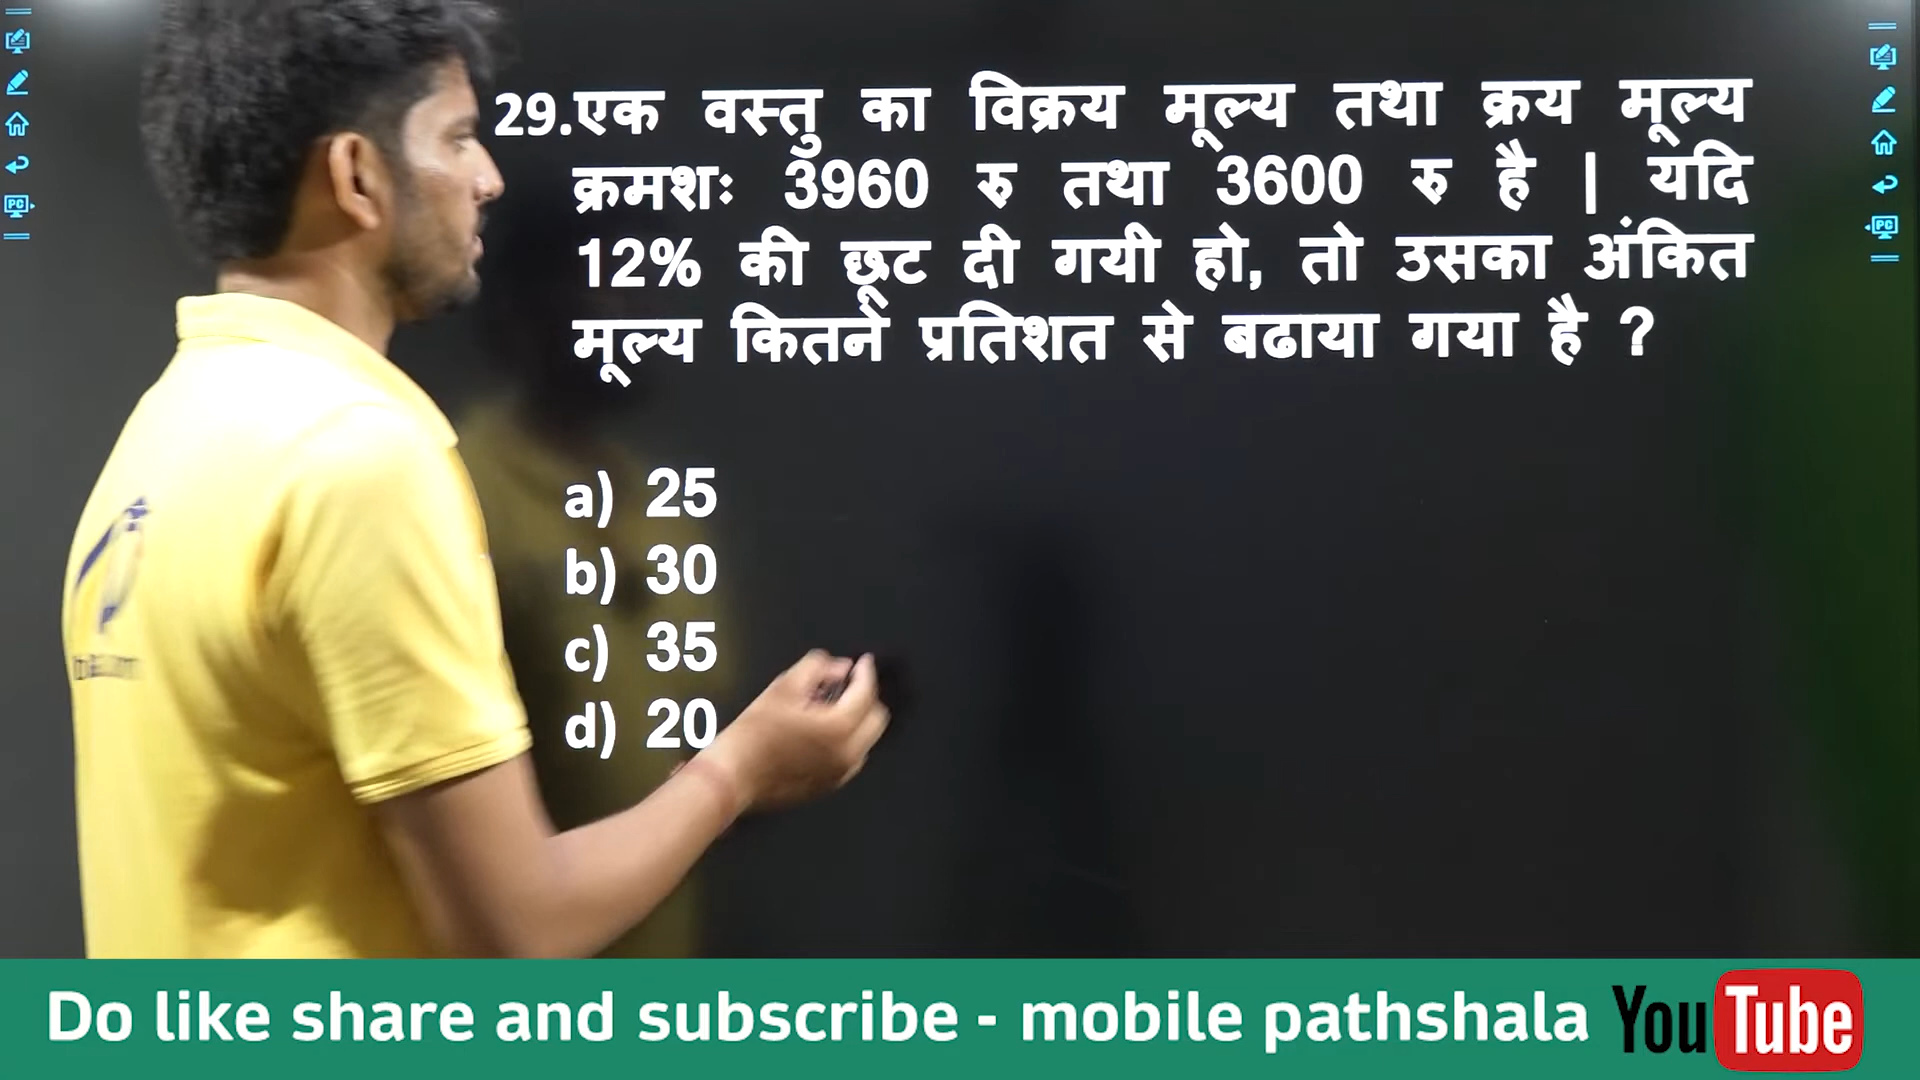 29.एक वस्तु का विक्रय मूल्य तथा क्रय मूल्य
क्रमशः 3960 रु तथा 3600 रु है | यदि
12% की छूट दी गयी हो, तो उसका अंकित
मूल्य कितने प्रतिशत से बढाया गया है ?
a) 25
b) 30
c) 35
d) 20
Do like share and subscribe - mobile pathshala YouTube